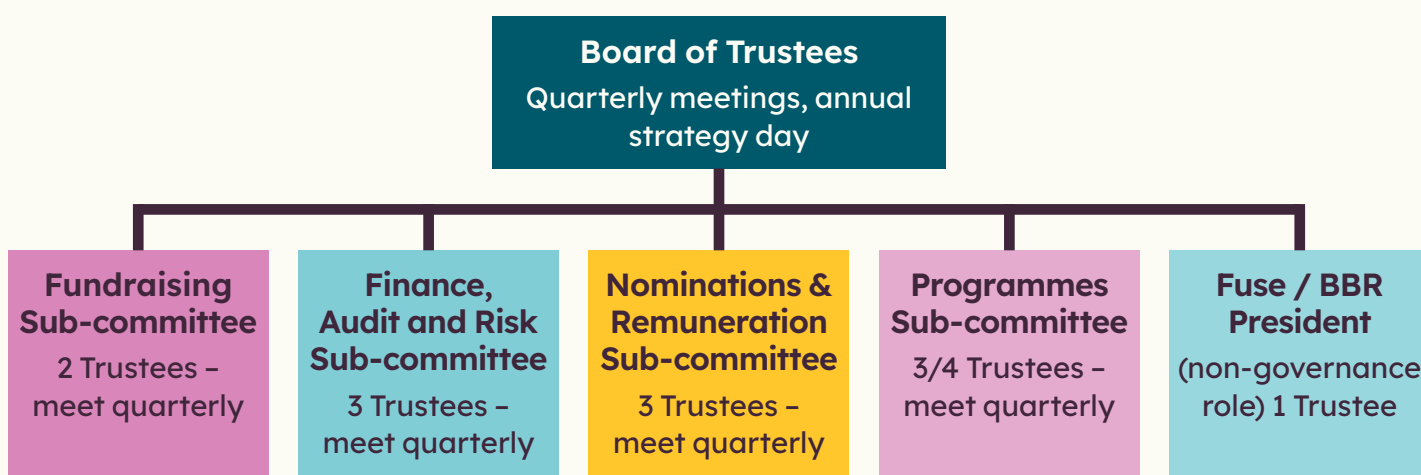 Board of Trustees
Quarterly meetings, annual
strategy day
Fundraising
Sub-committee
2 Trustees –
meet quarterly
Finance,
Audit and Risk
Sub-committee
3 Trustees –
meet quarterly
Nominations &
Remuneration
Sub-committee
3 Trustees –
meet quarterly
Programmes
Sub-committee
3/4 Trustees –
meet quarterly
Fuse / BBR
President
(non-governance
role) 1 Trustee